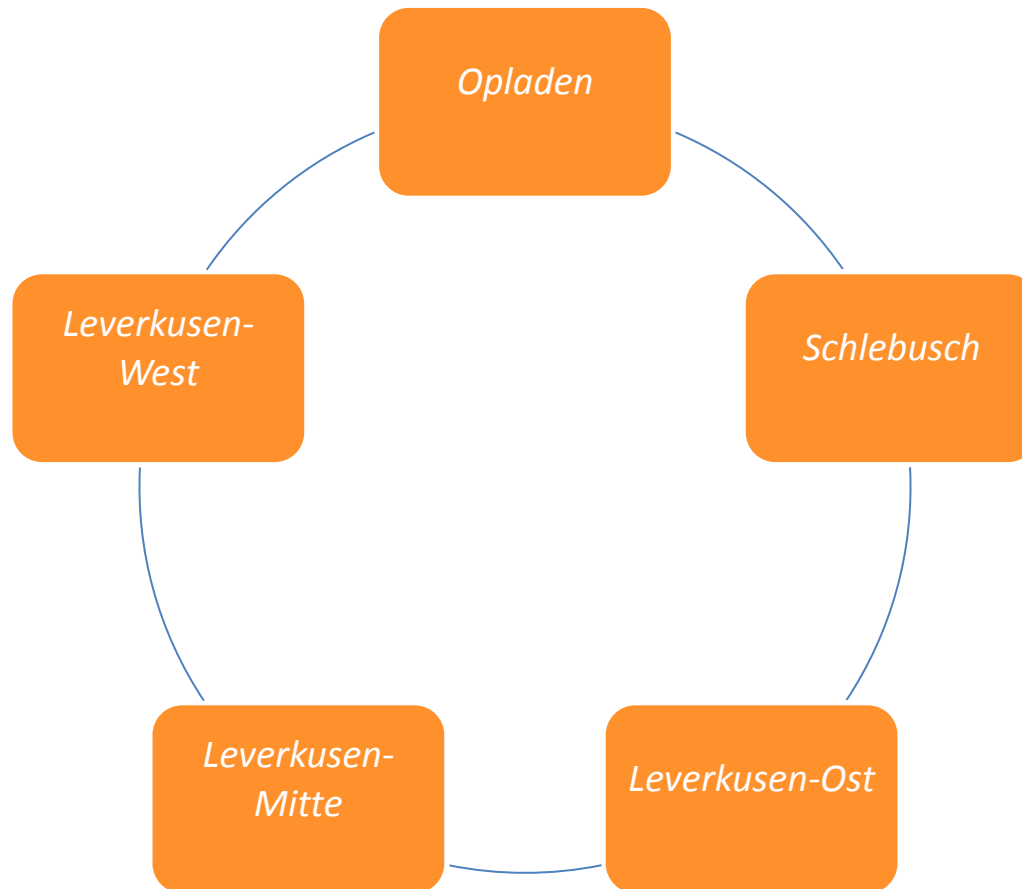 Opladen
Leverkusen-
West
Schlebusch
Leverkusen-
Mitte
Leverkusen-Ost